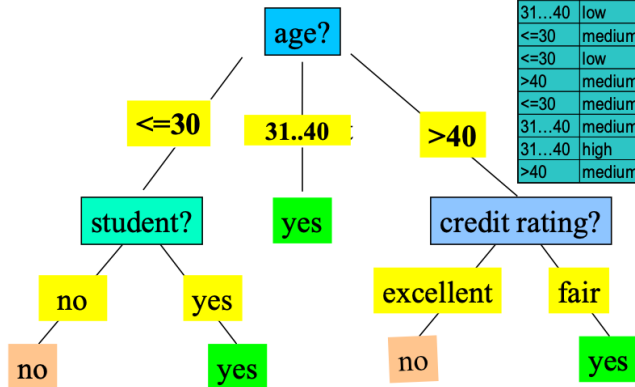 age?
31...40 low
<=30 medium
<=30 low
>40 medium
<=30 medium
31...40 medium
31...40 high
>40 medium
<=30
31..40
>40
student?
yes
credit rating?
no
yes
excellent
fair
no
yes
no
yes